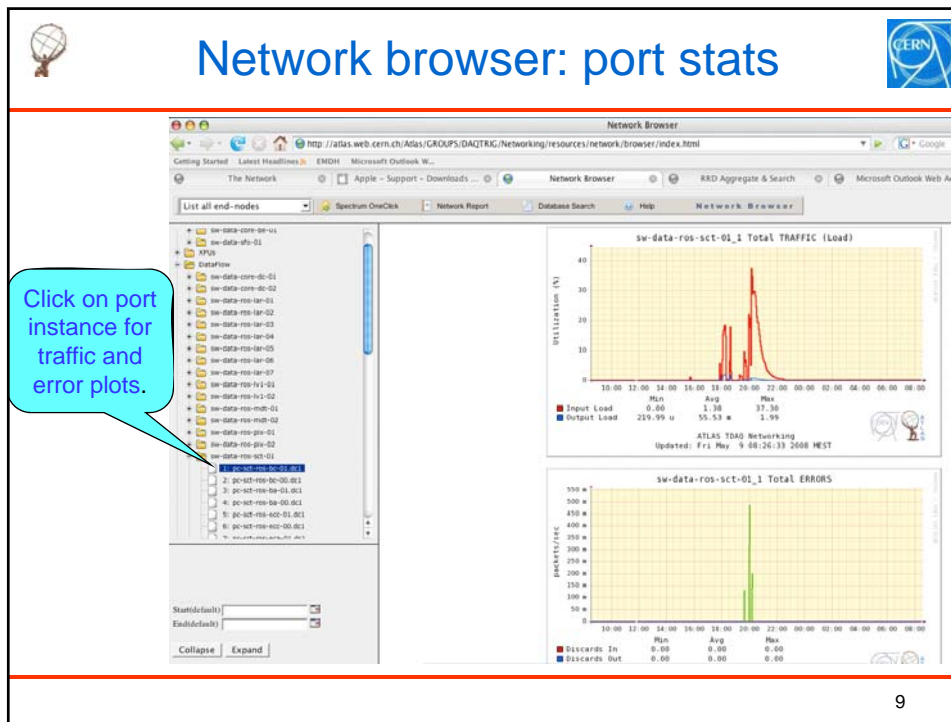 Network browser: port stats
CERN
Network Browser
http://atlas.web.cern.ch/Atlas/GROUPS/DAQTRIG/Networking/resources/network/browser/index.html
Google
Getting Started Latest Headlines EMDH Microsoft Outlook W...
The Network Apple - Support - Downloads ... Network Browser RRD Aggregate & Search Microsoft Outlook Web A
List all end-nodes Spectrum OneClick Network Report Database Search Help Network Browser
sw-data-core-be-01
sw-data-sfo-01
XPUs
DataFlow
sw-data-core-dc-01
sw-data-core-dc-02
sw-data-ros-lar-01
sw-data-ros-lar-02
sw-data-ros-lar-03
sw-data-ros-lar-04
sw-data-ros-lar-05
sw-data-ros-lar-06
sw-data-ros-lar-07
sw-data-ros-lv1-01
sw-data-ros-lv1-02
sw-data-ros-mdt-01
sw-data-ros-mdt-02
sw-data-ros-pix-01
sw-data-ros-pix-02
sw-data-ros-sct-01
1: pc-sct-ros-bc-01.dc1
2: pc-sct-ros-bc-00.dc1
3: pc-sct-ros-ba-01.dc1
4: pc-sct-ros-ba-00.dc1
5: pc-sct-ros-ecc-01.dc1
6: pc-sct-ros-ecc-00.dc1
Start(default)
End(default)
Collapse Expand
Click on port
instance for
traffic and
error plots.
sw-data-ros-sct-01_1 Total TRAFFIC (Load)
Utilization (%)
40
30
20
10
0
10:00 12:00 14:00 16:00 18:00 20:00 22:00 00:00 02:00 04:00 06:00 08:00
Min Avg Max
Input Load 0.00 1.38 37.30
Output Load 219.99 u 55.53 m 1.99
ATLAS TDAQ Networking
Updated: Fri May 9 08:26:33 2008 MEST
sw-data-ros-sct-01_1 Total ERRORS
packets/sec
550 m
500 m
450 m
400 m
350 m
300 m
250 m
200 m
150 m
100 m
50 m
0
10:00 12:00 14:00 16:00 18:00 20:00 22:00 00:00 02:00 04:00 06:00 08:00
Min Avg Max
Discards In 0.00 0.00 0.00
Discards Out 0.00 0.00 0.00
9